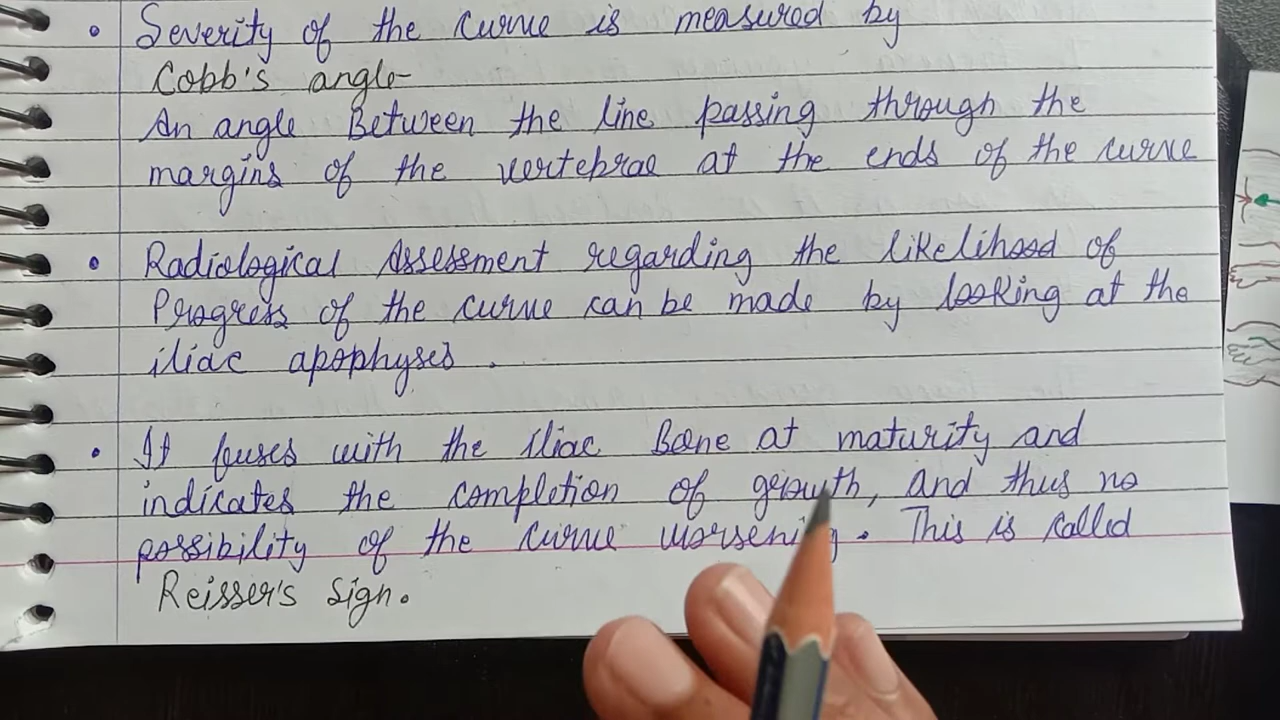 • Severity of the curve is measured by
Cobb's angle
An angle Between the line passing through the
margins of the vertebrae at the ends of the curve
• Radiological Assessment regarding the likelihood of
Progress of the curve can be made by looking at the
iliac apophyses.
• It fuses with the iliac Bone at maturity and
indicates the completion of growth, and thus no
possibility of the curve worsening. This is called
Reisser's sign.